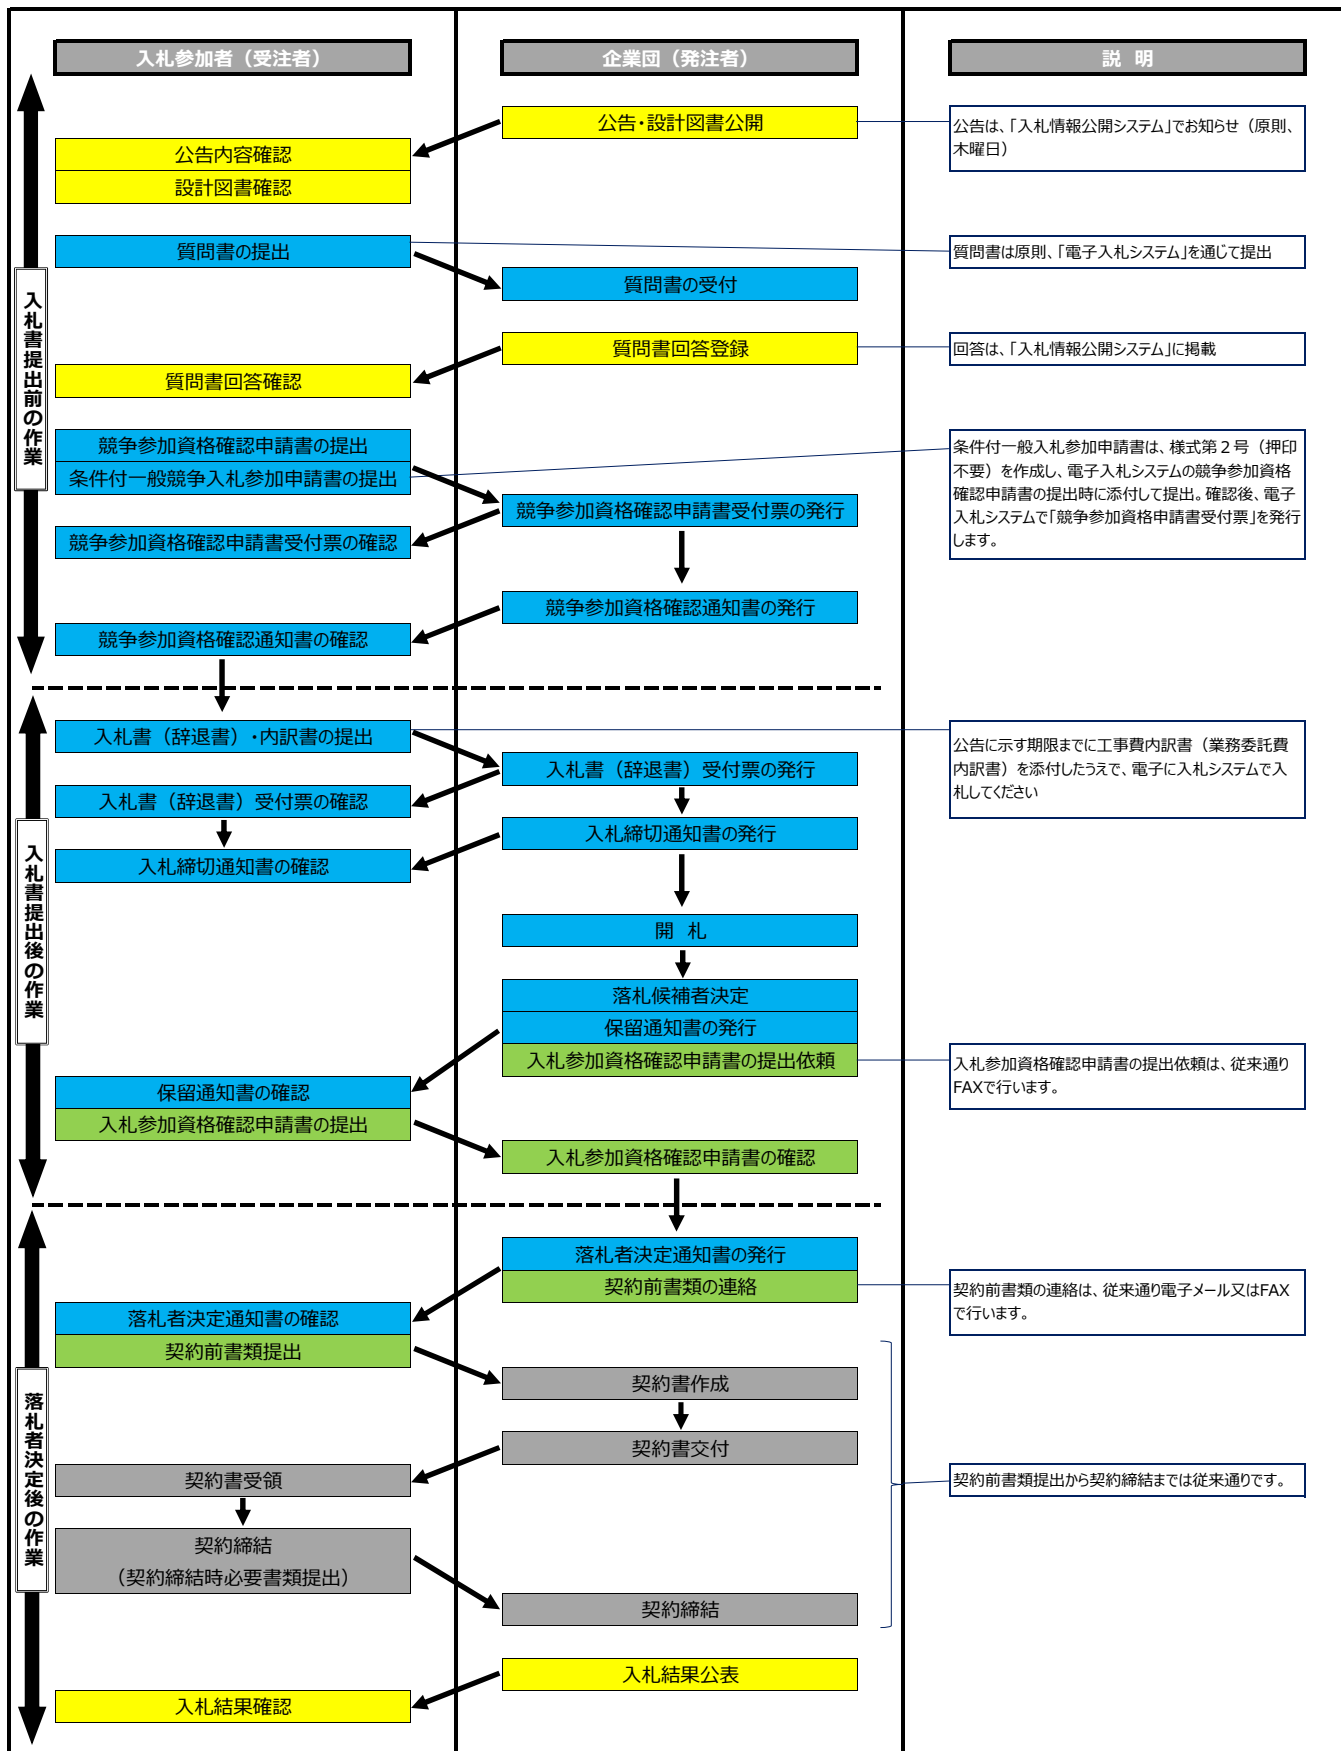 入札参加者（受注者）
企業団（発注者）
説　明
公告・設計図書公開
公告は、「入札情報公開システム」でお知らせ（原則、
木曜日）
公告内容確認
設計図書確認
質問書の提出
質問書は原則、「電子入札システム」を通じて提出
質問書の受付
入札書提出前の作業
質問書回答登録
回答は、「入札情報公開システム」に掲載
質問書回答確認
競争参加資格確認申請書の提出
条件付一般競争入札参加申請書の提出
条件付一般入札参加申請書は、様式第２号（押印
不要）を作成し、電子入札システムの競争参加資格
確認申請書の提出時に添付して提出。確認後、電子
入札システムで「競争参加資格申請書受付票」を発行
します。
競争参加資格確認申請書受付票の発行
競争参加資格確認申請書受付票の確認
競争参加資格確認通知書の発行
競争参加資格確認通知書の確認
入札書（辞退書）・内訳書の提出
公告に示す期限までに工事費内訳書（業務委託費
内訳書）を添付したうえで、電子に入札システムで入
札してください
入札書（辞退書）受付票の発行
入札書（辞退書）受付票の確認
入札締切通知書の発行
入札締切通知書の確認
入札書提出後の作業
開　札
落札候補者決定
保留通知書の発行
入札参加資格確認申請書の提出依頼
入札参加資格確認申請書の提出依頼は、従来通り
FAXで行います。
保留通知書の確認
入札参加資格確認申請書の提出
入札参加資格確認申請書の確認
落札者決定通知書の発行
契約前書類の連絡
契約前書類の連絡は、従来通り電子メール又はFAX
で行います。
落札者決定通知書の確認
契約前書類提出
落札者決定後の作業
契約書作成
契約書交付
契約書受領
契約前書類提出から契約締結までは従来通りです。
契約締結
（契約締結時必要書類提出）
契約締結
入札結果公表
入札結果確認